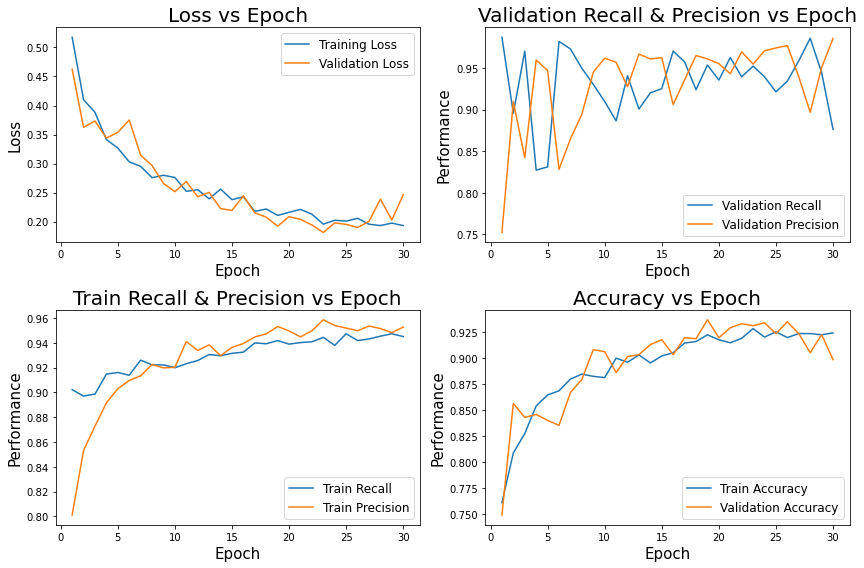 Loss vs Epoch
Loss
0.50
0.45
0.40
0.35
0.30
0.25
0.20
Training Loss
Validation Loss
0 5 10 15 20 25 30
Epoch
Validation Recall & Precision vs Epoch
Performance
0.95
0.90
0.85
0.80
0.75
Validation Recall
Validation Precision
0 5 10 15 20 25 30
Epoch
Train Recall & Precision vs Epoch
Performance
0.96
0.94
0.92
0.90
0.88
0.86
0.84
0.82
0.80
Train Recall
Train Precision
0 5 10 15 20 25 30
Epoch
Accuracy vs Epoch
Performance
0.925
0.900
0.875
0.850
0.825
0.800
0.775
0.750
Train Accuracy
Validation Accuracy
0 5 10 15 20 25 30
Epoch